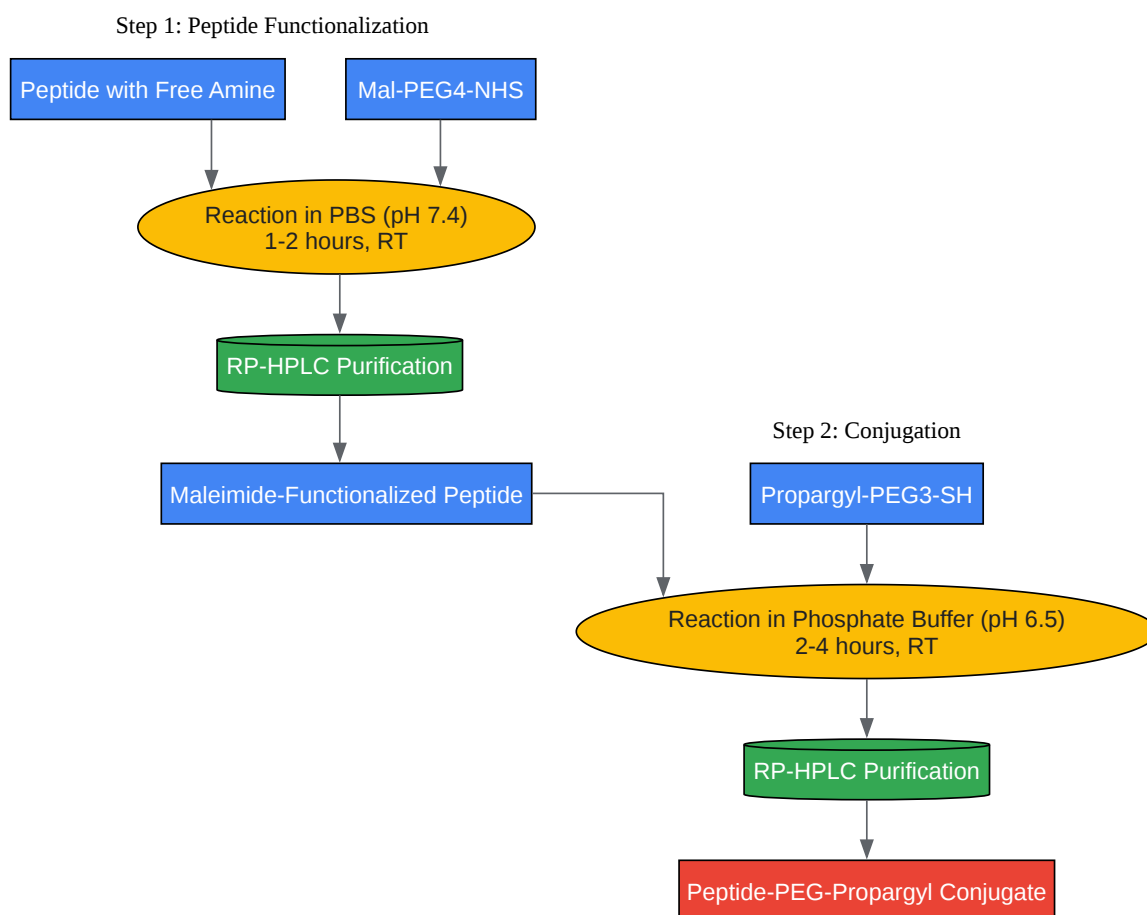 Step 1: Peptide Functionalization
Peptide with Free Amine
Mal-PEG4-NHS
Reaction in PBS (pH 7.4)
1-2 hours, RT
RP-HPLC Purification
Maleimide-Functionalized Peptide
Step 2: Conjugation
Propargyl-PEG3-SH
Reaction in Phosphate Buffer (pH 6.5)
2-4 hours, RT
RP-HPLC Purification
Peptide-PEG-Propargyl Conjugate